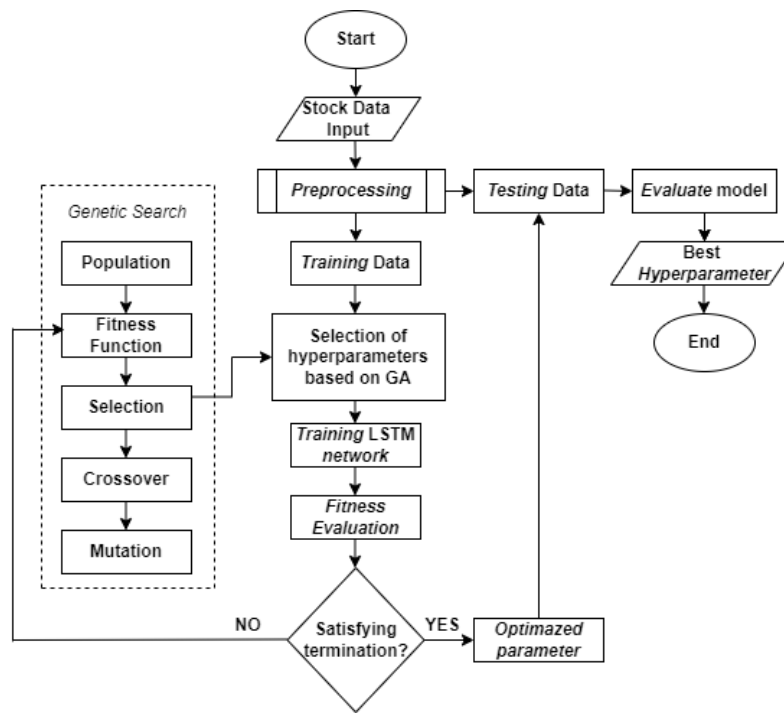 Start
Stock Data
Input
Preprocessing
Testing Data
Evaluate model
Genetic Search
Population
Training Data
Best
Hyperparameter
Fitness
Function
Selection of
hyperparameters
based on GA
End
Selection
Training LSTM
network
Crossover
Fitness
Evaluation
Mutation
NO
Satisfying
termination?
YES
Optimazed
parameter